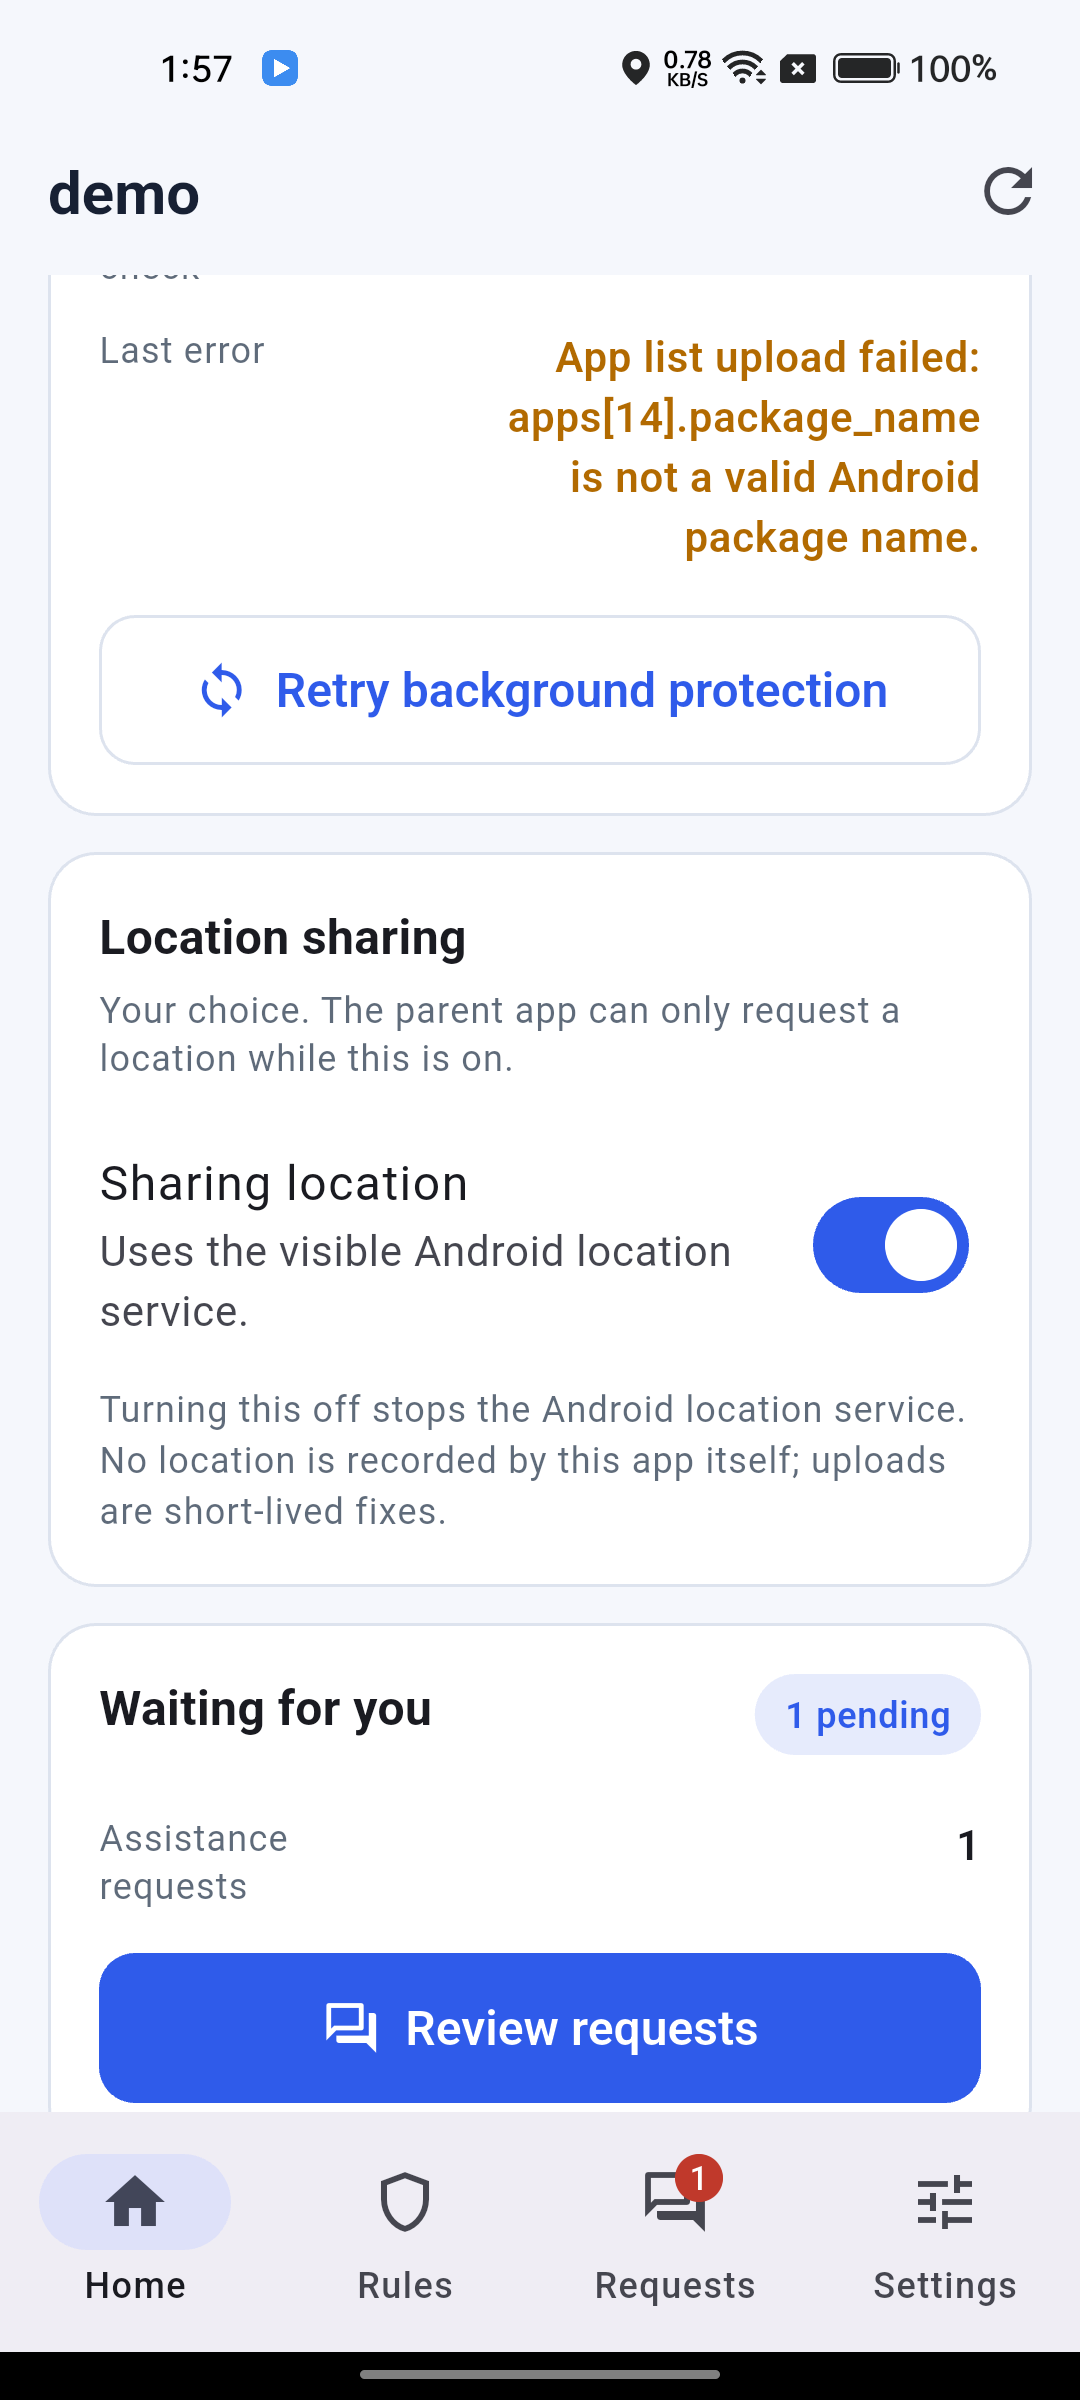 1:57
0.78
KB/S
100%
demo
Last error
App list upload failed:
apps[14].package_name
is not a valid Android
package name.
Retry background protection
Location sharing
Your choice. The parent app can only request a
location while this is on.
Sharing location
Uses the visible Android location
service.
Turning this off stops the Android location service.
No location is recorded by this app itself; uploads
are short-lived fixes.
Waiting for you
1 pending
Assistance
requests
1
Review requests
1
Home
Rules
Requests
Settings